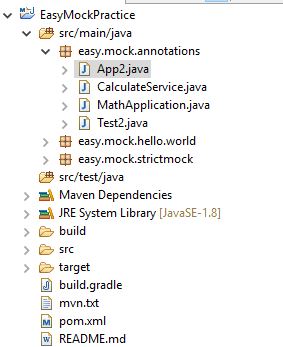 EasyMockPractice
src/main/java
easy.mock.annotations
App2.java
CalculateService.java
MathApplication.java
Test2.java
easy.mock.hello.world
easy.mock.strictmock
src/test/java
Maven Dependencies
JRE System Library [JavaSE-1.8]
build
src
target
build.gradle
mvn.txt
pom.xml
README.md